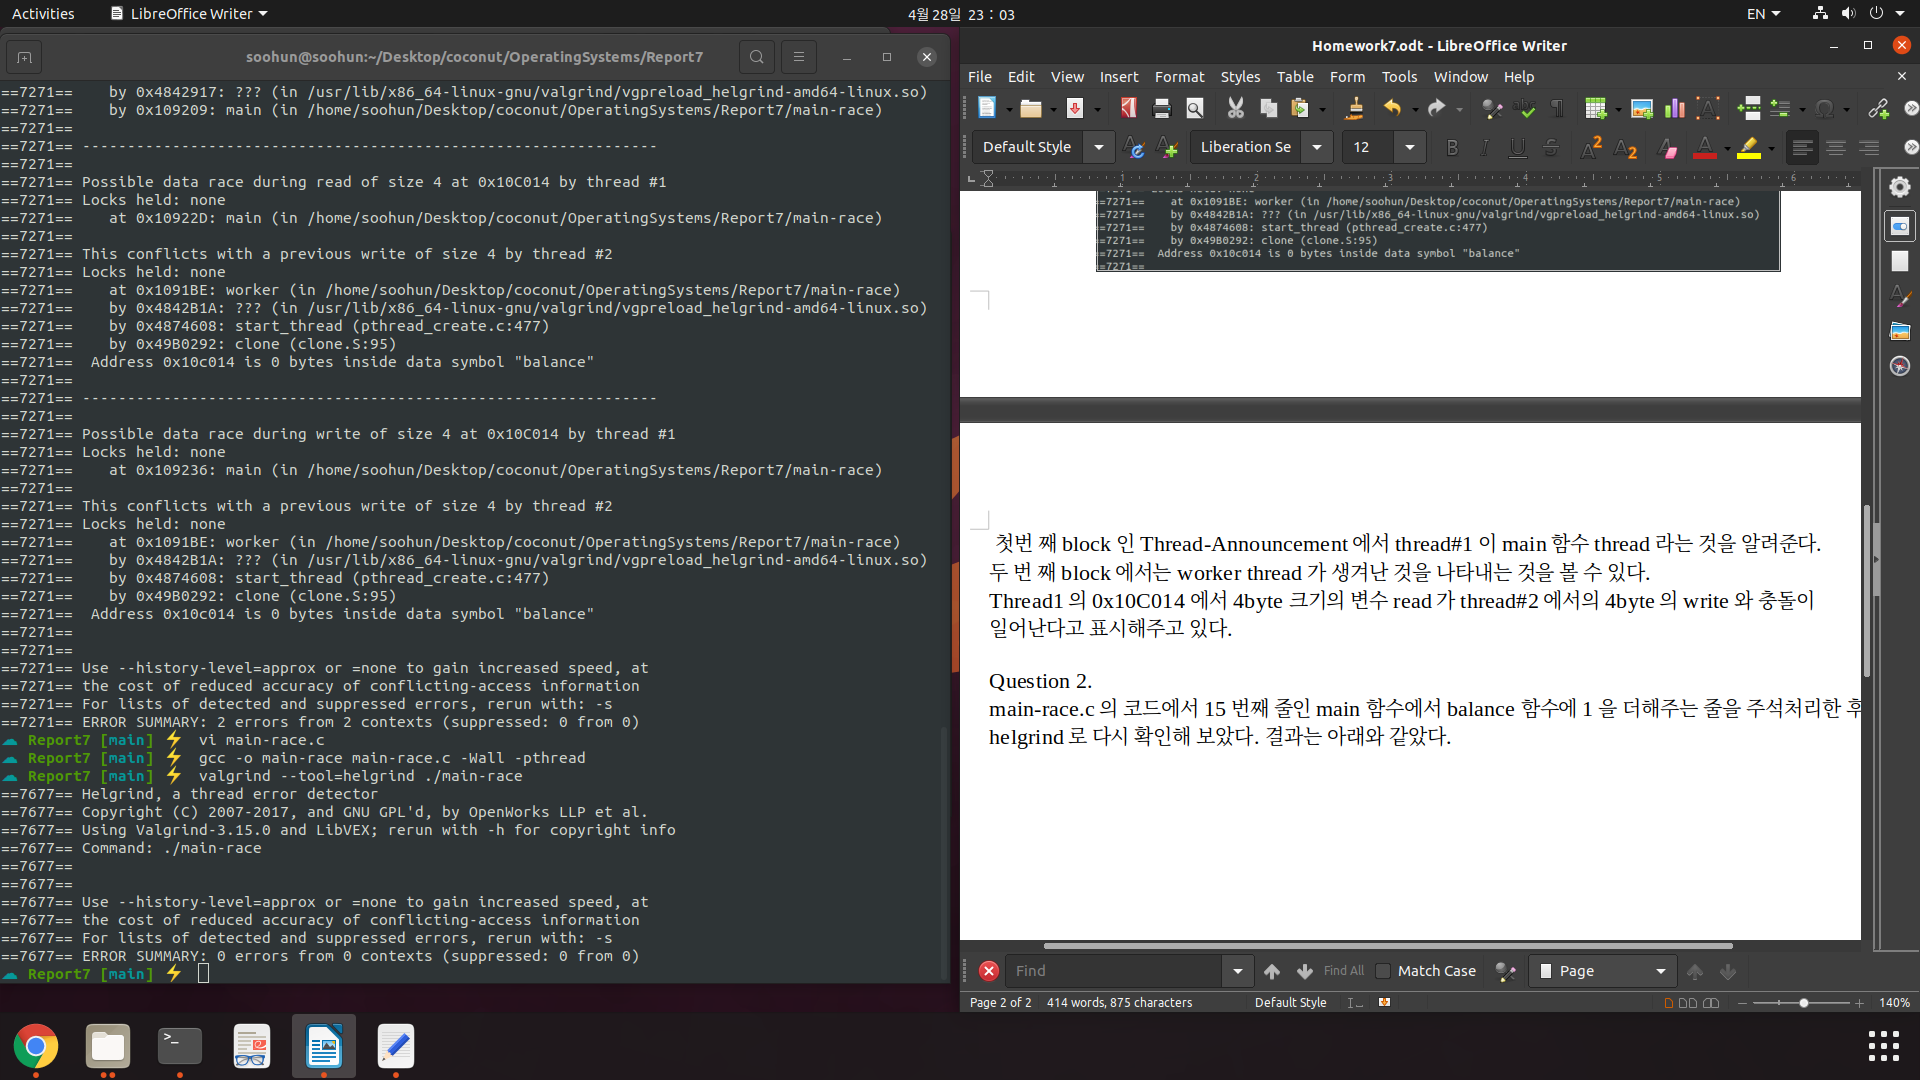 Activities
LibreOffice Writer
4월 28일 23 : 03
EN
soohun@soohun:~/Desktop/coconut/OperatingSystems/Report7
==7271==    by 0x4842917: ??? (in /usr/lib/x86_64-linux-gnu/valgrind/vgpreload_helgrind-amd64-linux.so)
==7271==    by 0x109209: main (in /home/soohun/Desktop/coconut/OperatingSystems/Report7/main-race)
==7271==
==7271== ----------------------------------------------------------------
==7271==
==7271== Possible data race during read of size 4 at 0x10C014 by thread #1
==7271== Locks held: none
==7271==    at 0x10922D: main (in /home/soohun/Desktop/coconut/OperatingSystems/Report7/main-race)
==7271==
==7271== This conflicts with a previous write of size 4 by thread #2
==7271== Locks held: none
==7271==    at 0x1091BE: worker (in /home/soohun/Desktop/coconut/OperatingSystems/Report7/main-race)
==7271==    by 0x4842B1A: ??? (in /usr/lib/x86_64-linux-gnu/valgrind/vgpreload_helgrind-amd64-linux.so)
==7271==    by 0x4874608: start_thread (pthread_create.c:477)
==7271==    by 0x49B0292: clone (clone.S:95)
==7271==  Address 0x10c014 is 0 bytes inside data symbol "balance"
==7271==
==7271== ----------------------------------------------------------------
==7271==
==7271== Possible data race during write of size 4 at 0x10C014 by thread #1
==7271== Locks held: none
==7271==    at 0x109236: main (in /home/soohun/Desktop/coconut/OperatingSystems/Report7/main-race)
==7271==
==7271== This conflicts with a previous write of size 4 by thread #2
==7271== Locks held: none
==7271==    at 0x1091BE: worker (in /home/soohun/Desktop/coconut/OperatingSystems/Report7/main-race)
==7271==    by 0x4842B1A: ??? (in /usr/lib/x86_64-linux-gnu/valgrind/vgpreload_helgrind-amd64-linux.so)
==7271==    by 0x4874608: start_thread (pthread_create.c:477)
==7271==    by 0x49B0292: clone (clone.S:95)
==7271==  Address 0x10c014 is 0 bytes inside data symbol "balance"
==7271==
==7271==
==7271== Use --history-level=approx or =none to gain increased speed, at
==7271== the cost of reduced accuracy of conflicting-access information
==7271== For lists of detected and suppressed errors, rerun with: -s
==7271== ERROR SUMMARY: 2 errors from 2 contexts (suppressed: 0 from 0)
Report7 [main] ⚡ vi main-race.c
Report7 [main] ⚡ gcc -o main-race main-race.c -Wall -pthread
Report7 [main] ⚡ valgrind --tool=helgrind ./main-race
==7677== Helgrind, a thread error detector
==7677== Copyright (C) 2007-2017, and GNU GPL'd, by OpenWorks LLP et al.
==7677== Using Valgrind-3.15.0 and LibVEX; rerun with -h for copyright info
==7677== Command: ./main-race
==7677==
==7677==
==7677== Use --history-level=approx or =none to gain increased speed, at
==7677== the cost of reduced accuracy of conflicting-access information
==7677== For lists of detected and suppressed errors, rerun with: -s
==7677== ERROR SUMMARY: 0 errors from 0 contexts (suppressed: 0 from 0)
Report7 [main] ⚡
Homework7.odt - LibreOffice Writer
File Edit View Insert Format Styles Table Form Tools Window Help
Default Style
Liberation Se
12
1 2 3 4 5 6
=7271==    at 0x1091BE: worker (in /home/soohun/Desktop/coconut/OperatingSystems/Report7/main-race)
=7271==    by 0x4842B1A: ??? (in /usr/lib/x86_64-linux-gnu/valgrind/vgpreload_helgrind-amd64-linux.so)
=7271==    by 0x4874608: start_thread (pthread_create.c:477)
=7271==    by 0x49B0292: clone (clone.S:95)
=7271==  Address 0x10c014 is 0 bytes inside data symbol "balance"
=7271==
첫번 째 block 인 Thread-Announcement 에서 thread#1 이 main 함수 thread 라는 것을 알려준다.
두 번 째 block 에서는 worker thread 가 생겨난 것을 나타내는 것을 볼 수 있다.
Thread1 의 0x10C014 에서 4byte 크기의 변수 read 가 thread#2 에서의 4byte 의 write 와 충돌이
일어난다고 표시해주고 있다.
Question 2.
main-race.c 의 코드에서 15 번째 줄인 main 함수에서 balance 함수에 1 을 더해주는 줄을 주석처리한 후
helgrind 로 다시 확인해 보았다. 결과는 아래와 같았다.
Find
Find All
Match Case
Page
Page 2 of 2
414 words, 875 characters
Default Style
140%